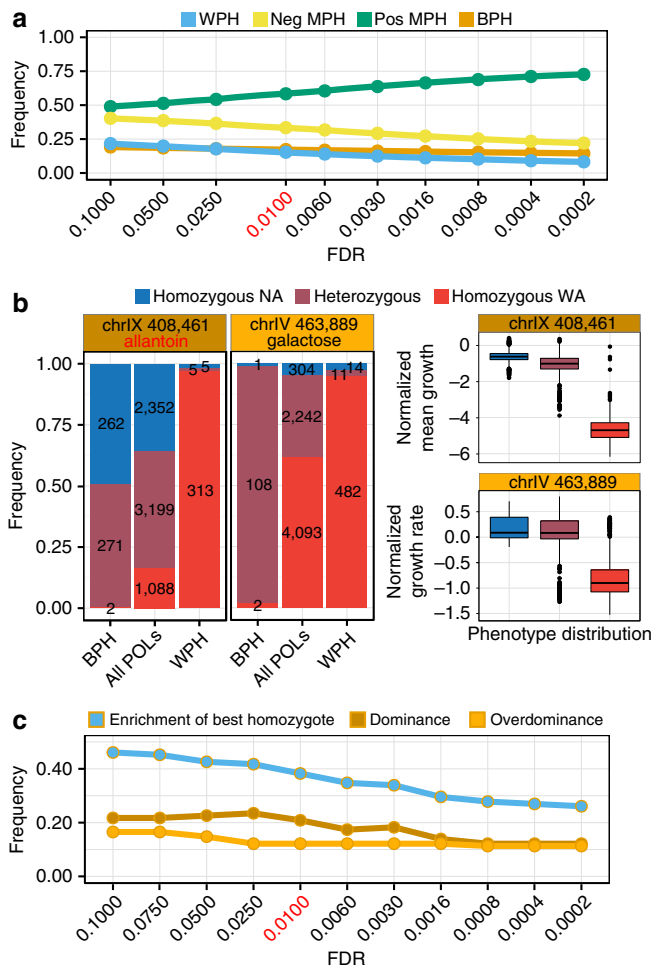 a
WPH Neg MPH Pos MPH BPH
1.00
0.75
0.50
0.25
0.00
Frequency
0.1000 0.0500 0.0250 0.0100 0.0060 0.0030 0.0016 0.0008 0.0004 0.0002
FDR
b
Homozygous NA Heterozygous Homozygous WA
chrIX 408,461
allantoin
chrIV 463,889
galactose
1.00
0.75
0.50
0.25
0.00
Frequency
262
271
2
2,352
3,199
1,088
5 5
313
1
108
2
304
2,242
4,093
14
11
482
BPH All POLs WPH
BPH All POLs WPH
chrIX 408,461
0
−2
−4
−6
Normalized
mean growth
chrIV 463,889
0.5
0.0
−0.5
−1.0
−1.5
Normalized
growth rate
Phenotype distribution
c
Enrichment of best homozygote Dominance Overdominance
0.40
0.20
0.00
Frequency
0.1000 0.0750 0.0500 0.0250 0.0100 0.0060 0.0030 0.0016 0.0008 0.0004 0.0002
FDR